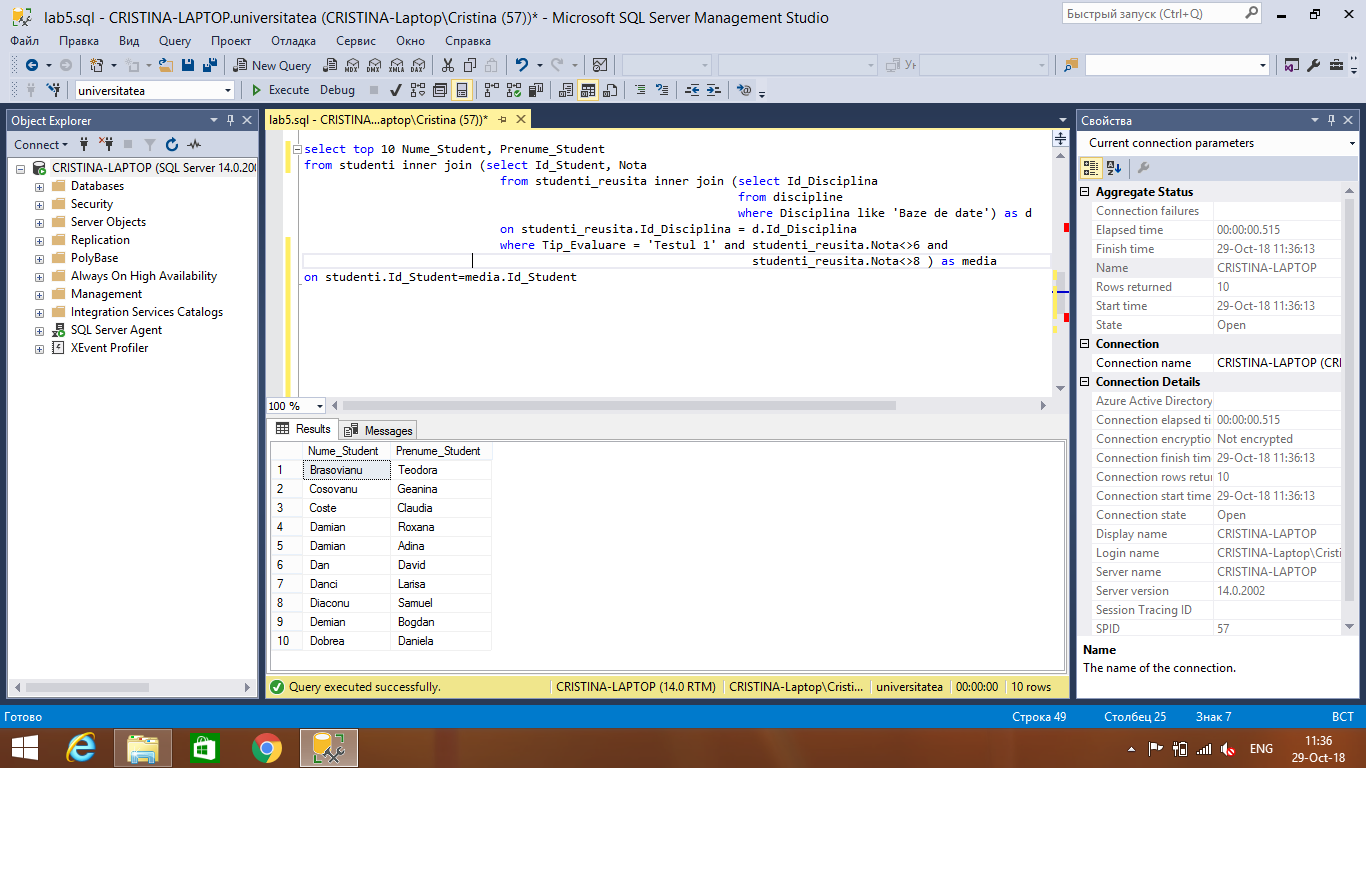 lab5.sql - CRISTINA-LAPTOP.universitatea (CRISTINA-Laptop\Cristina (57))* - Microsoft SQL Server Management Studio
Быстрый запуск (Ctrl+Q)
Файл Правка Вид Query Проект Отладка Сервис Окно Справка
New Query MDX DMX XMLA DAX
universitatea Execute Debug
Object Explorer
Connect
CRISTINA-LAPTOP (SQL Server 14.0.200
Databases
Security
Server Objects
Replication
PolyBase
Always On High Availability
Management
Integration Services Catalogs
SQL Server Agent
XEvent Profiler
lab5.sql - CRISTINA...aptop\Cristina (57))*
select top 10 Nume_Student, Prenume_Student
from studenti inner join (select Id_Student, Nota
from studenti_reusita inner join (select Id_Disciplina
from discipline
where Disciplina like 'Baze de date') as d
on studenti_reusita.Id_Disciplina = d.Id_Disciplina
where Tip_Evaluare = 'Testul 1' and studenti_reusita.Nota<>6 and
studenti_reusita.Nota<>8 ) as media
on studenti.Id_Student=media.Id_Student
100 %
Results Messages
Nume_Student Prenume_Student
1 Brasovianu Teodora
2 Cosovanu Geanina
3 Coste Claudia
4 Damian Roxana
5 Damian Adina
6 Dan David
7 Danci Larisa
8 Diaconu Samuel
9 Demian Bogdan
10 Dobrea Daniela
Query executed successfully. CRISTINA-LAPTOP (14.0 RTM) CRISTINA-Laptop\Cristi... universitatea 00:00:00 10 rows
Свойства
Current connection parameters
Aggregate Status
Connection failures
Elapsed time 00:00:00.515
Finish time 29-Oct-18 11:36:13
Name CRISTINA-LAPTOP
Rows returned 10
Start time 29-Oct-18 11:36:13
State Open
Connection
Connection name CRISTINA-LAPTOP (CRI
Connection Details
Azure Active Directory
Connection elapsed ti 00:00:00.515
Connection encryptio Not encrypted
Connection finish tim 29-Oct-18 11:36:13
Connection rows retur 10
Connection start time 29-Oct-18 11:36:13
Connection state Open
Display name CRISTINA-LAPTOP
Login name CRISTINA-Laptop\Cristi
Server name CRISTINA-LAPTOP
Server version 14.0.2002
Session Tracing ID
SPID 57
Name
The name of the connection.
Готово Строка 49 Столбец 25 Знак 7 ВСТ
ENG
11:36
29-Oct-18